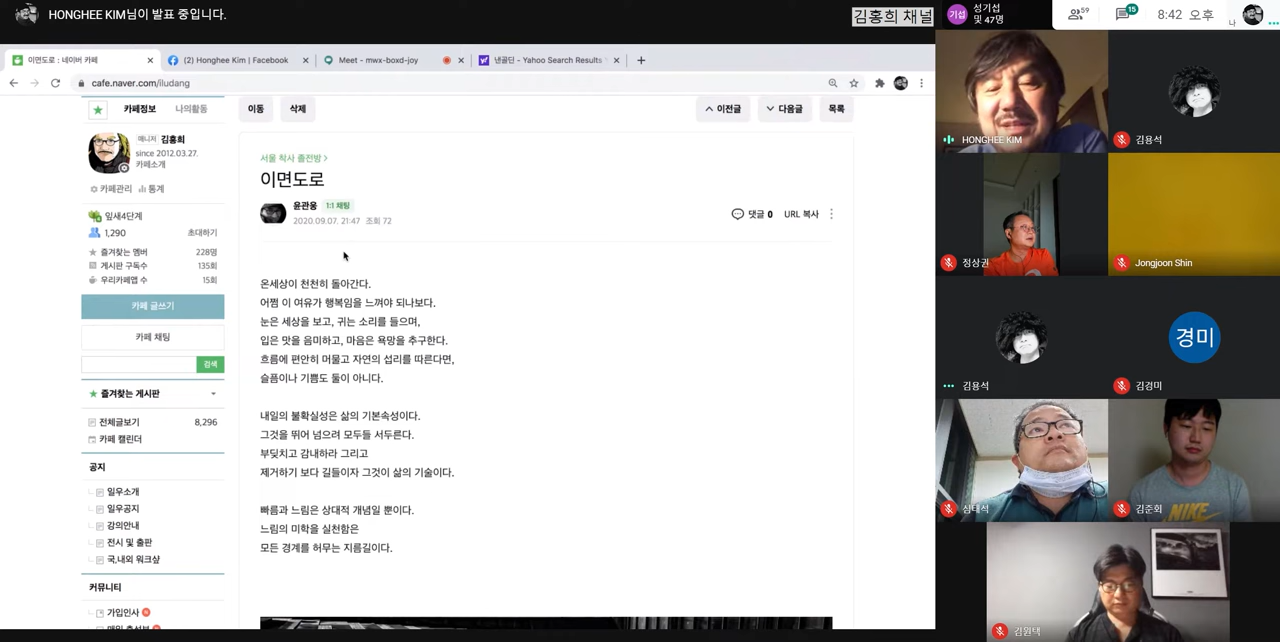 HONGHEE KIM님이 발표 중입니다.
김홍희 채널
기섭
성기섭
및 47명
59
15
8:42 오후
나
이면도로 : 네이버 카페
(2) Honghee Kim | Facebook
Meet - mwx-boxd-joy
낸골딘 - Yahoo Search Results
cafe.naver.com/iludang
카페정보
나의활동
이동
삭제
이전글
다음글
목록
매니저 김홍희
since 2012.03.27.
카페소개
카페관리
통계
잎새4단계
1,290
초대하기
즐겨찾는 멤버
228명
게시판 구독수
135회
우리카페앱 수
15회
카페 글쓰기
카페 채팅
검색
즐겨찾는 게시판
전체글보기
8,296
카페 캘린더
공지
일우소개
일우공지
강의안내
전시 및 출판
국,내외 워크샾
커뮤니티
가입인사
서울 착사 출전방 >
이면도로
윤관웅 1:1 채팅
2020.09.07. 21:47 조회 72
댓글 0 URL 복사
온세상이 천천히 돌아간다.
어쩜 이 여유가 행복임을 느껴야 되나보다.
눈은 세상을 보고, 귀는 소리를 들으며,
입은 맛을 음미하고, 마음은 욕망을 추구한다.
흐름에 편안히 머물고 자연의 섭리를 따른다면,
슬픔이나 기쁨도 둘이 아니다.
내일의 불확실성은 삶의 기본속성이다.
그것을 뛰어 넘으려 모두들 서두른다.
부딪치고 감내하라 그리고
제거하기 보다 길들이자 그것이 삶의 기술이다.
빠름과 느림은 상대적 개념일 뿐이다.
느림의 미학을 실천함은
모든 경계를 허무는 지름길이다.
HONGHEE KIM
김용석
정상권
Jongjoon Shin
김용석
경미
김경미
심태석
김준회
NIKE
김원택